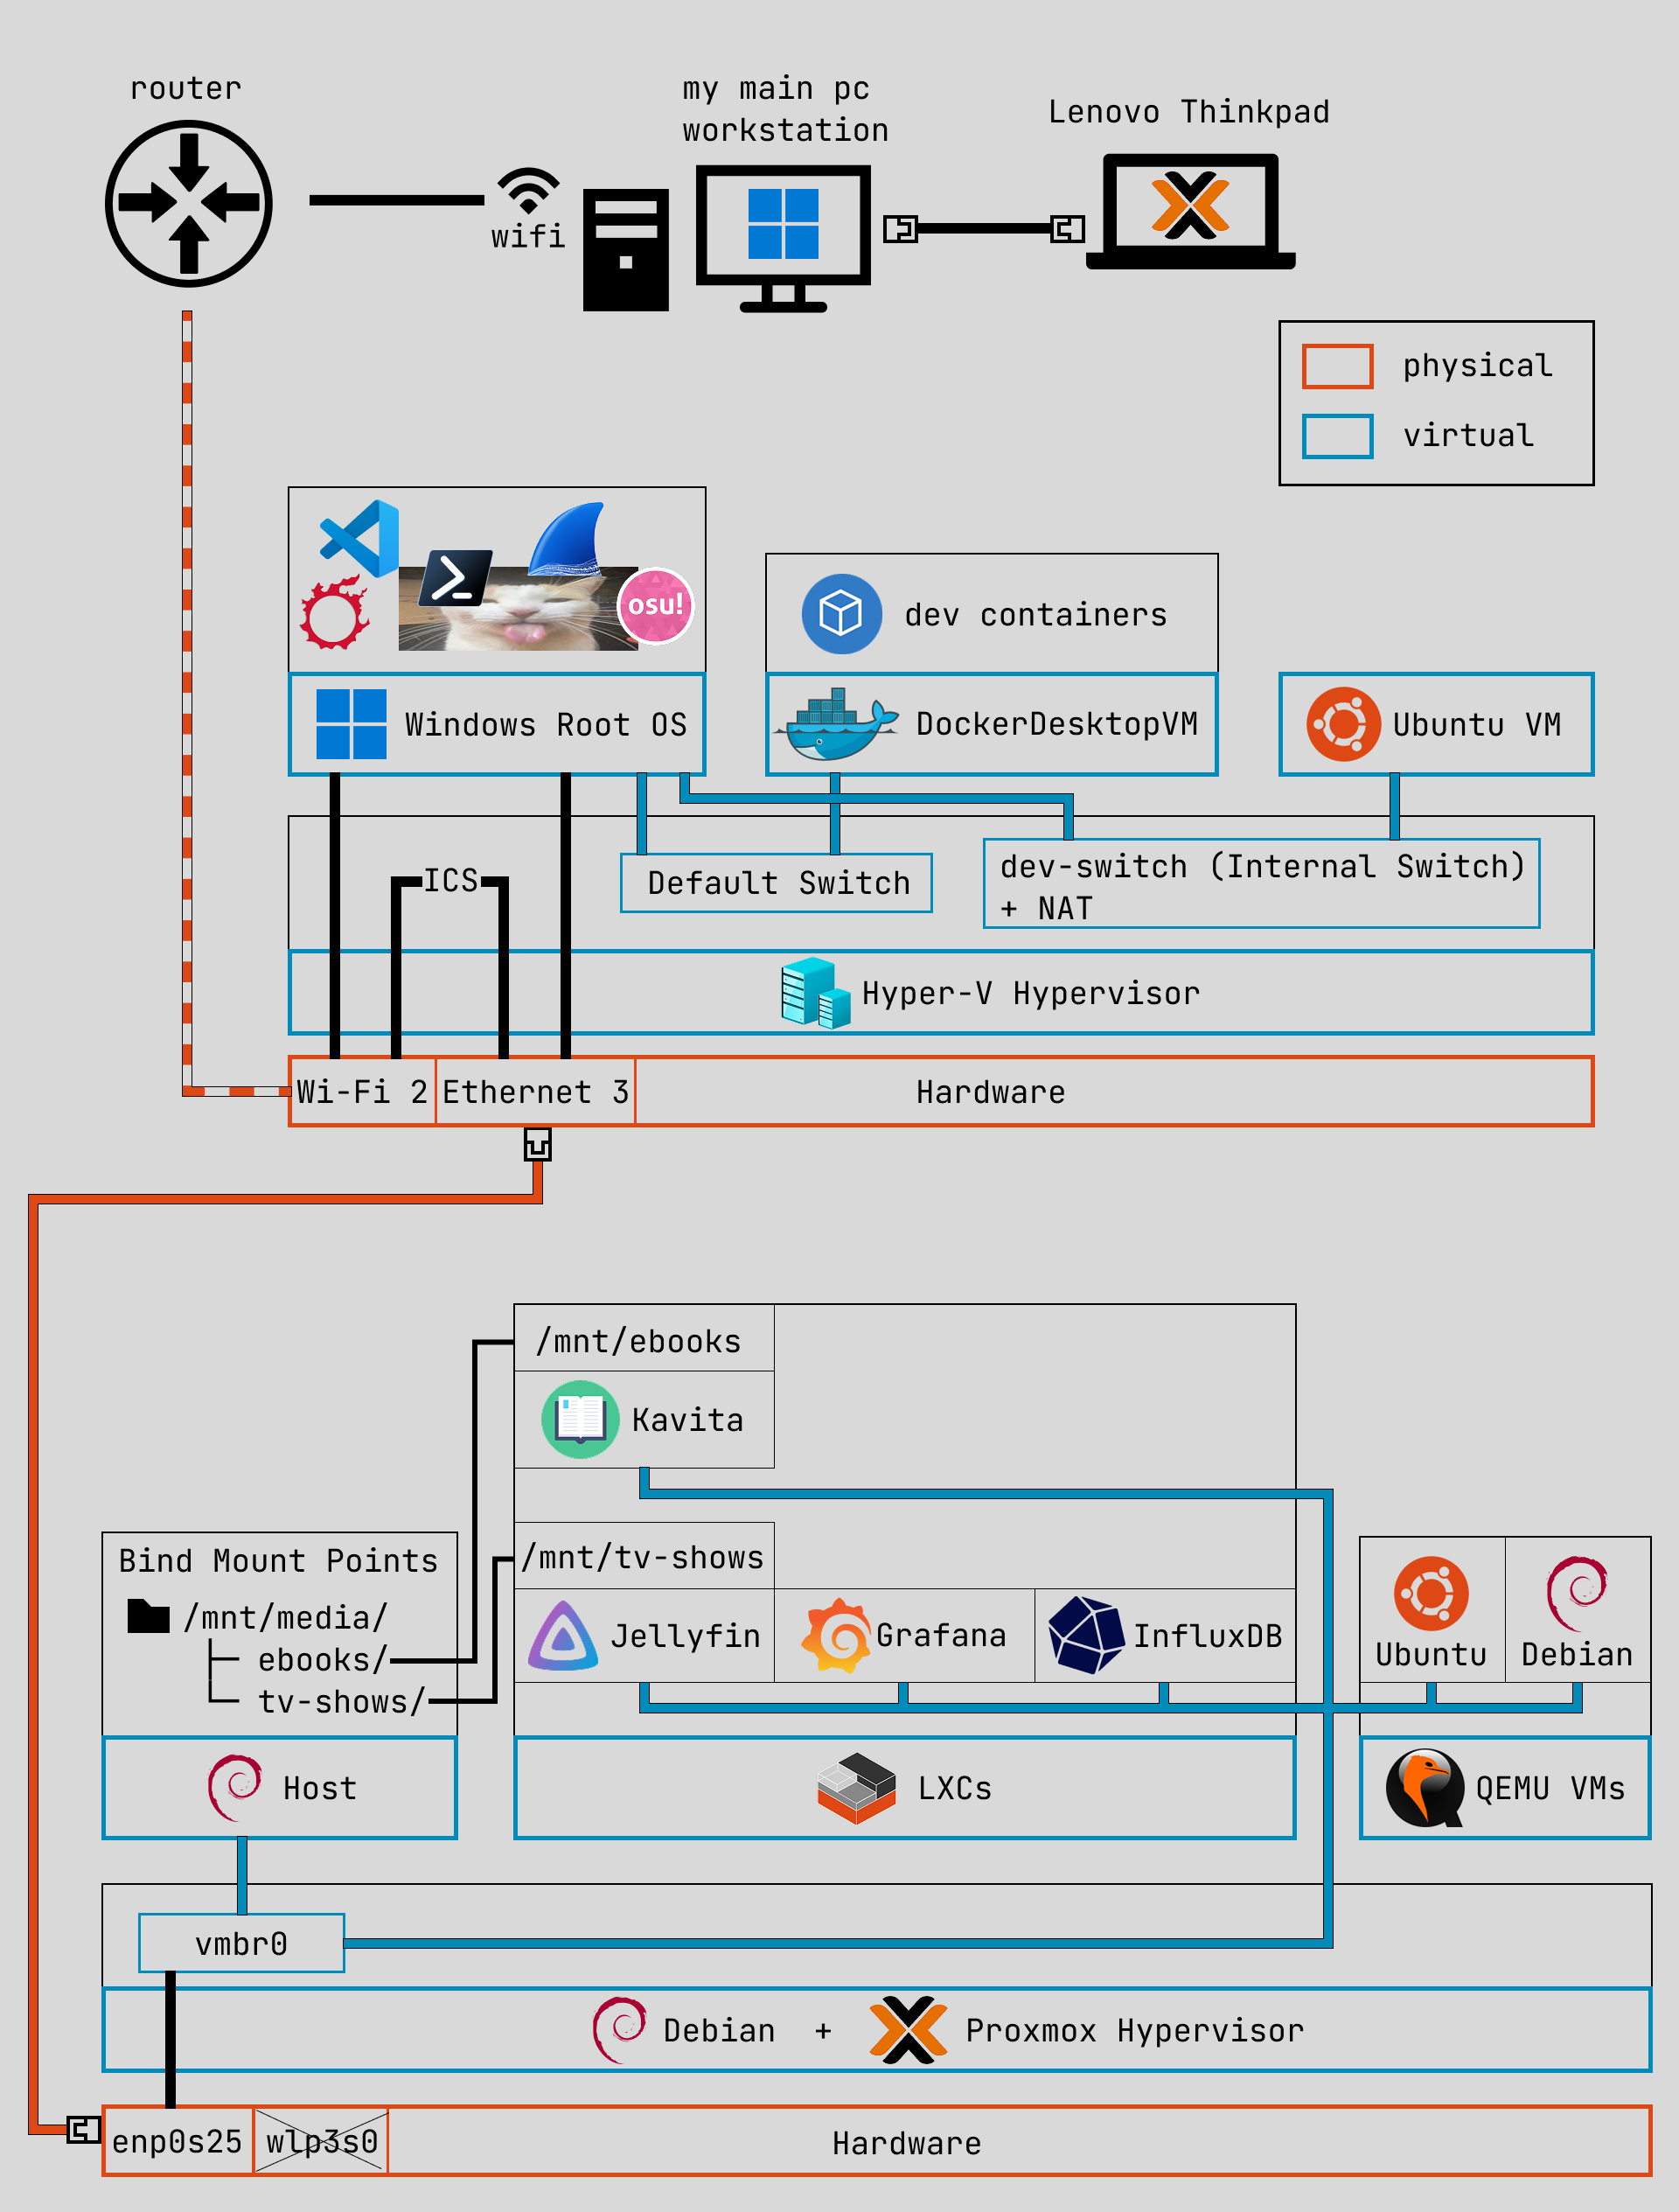 router
my main pc
workstation
Lenovo Thinkpad
wifi
physical
virtual
osu!
dev containers
Windows Root OS
DockerDesktopVM
Ubuntu VM
ICS
Default Switch
dev-switch (Internal Switch)
+ NAT
Hyper-V Hypervisor
Wi-Fi 2
Ethernet 3
Hardware
/mnt/ebooks
Kavita
/mnt/tv-shows
Bind Mount Points
/mnt/media/
├─ ebooks/
└─ tv-shows/
Jellyfin
Grafana
InfluxDB
Ubuntu
Debian
Host
LXCs
QEMU VMs
vmbr0
Debian + Proxmox Hypervisor
enp0s25
wlp3s0
Hardware